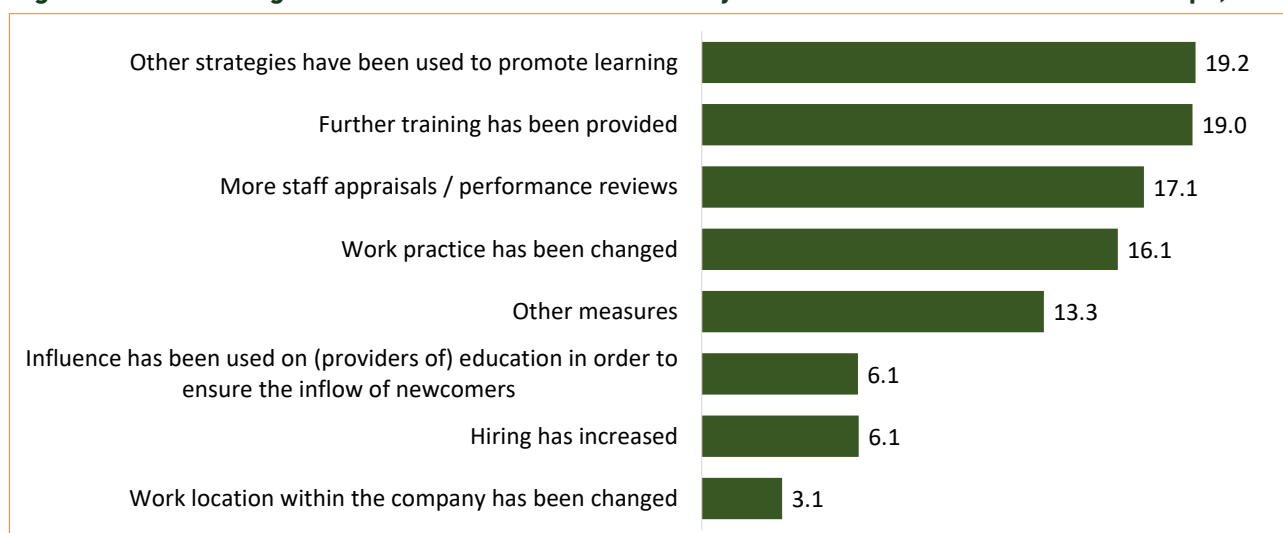 Other strategies have been used to promote learning 19.2
Further training has been provided 19.0
More staff appraisals / performance reviews 17.1
Work practice has been changed 16.1
Other measures 13.3
Influence has been used on (providers of) education in order to
ensure the inflow of newcomers 6.1
Hiring has increased 6.1
Work location within the company has been changed 3.1